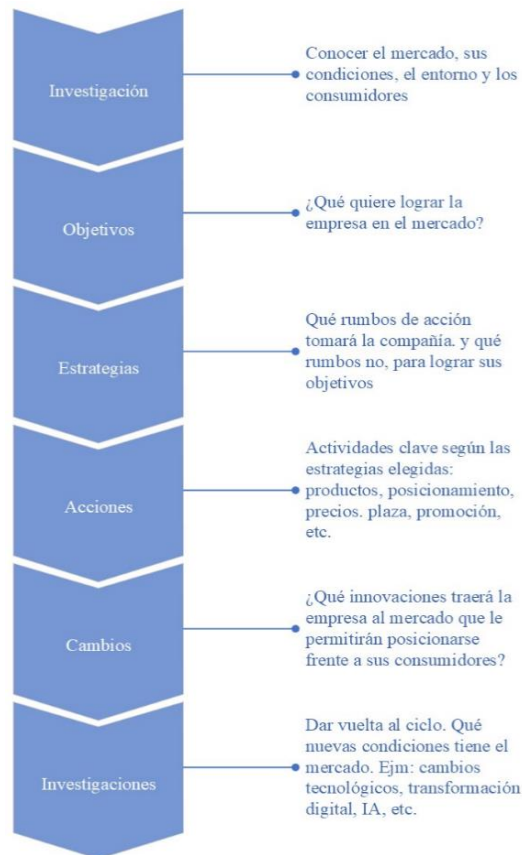 Investigación
Conocer el mercado, sus
condiciones, el entorno y los
consumidores
Objetivos
¿Qué quiere lograr la
empresa en el mercado?
Estrategias
Qué rumbos de acción
tomará la compañía. y qué
rumbos no, para lograr sus
objetivos
Acciones
Actividades clave según las
estrategias elegidas:
productos, posicionamiento,
precios. plaza, promoción,
etc.
Cambios
¿Qué innovaciones traerá la
empresa al mercado que le
permitirán posicionarse
frente a sus consumidores?
Investigaciones
Dar vuelta al ciclo. Qué
nuevas condiciones tiene el
mercado. Ejm: cambios
tecnológicos, transformación
digital, IA, etc.